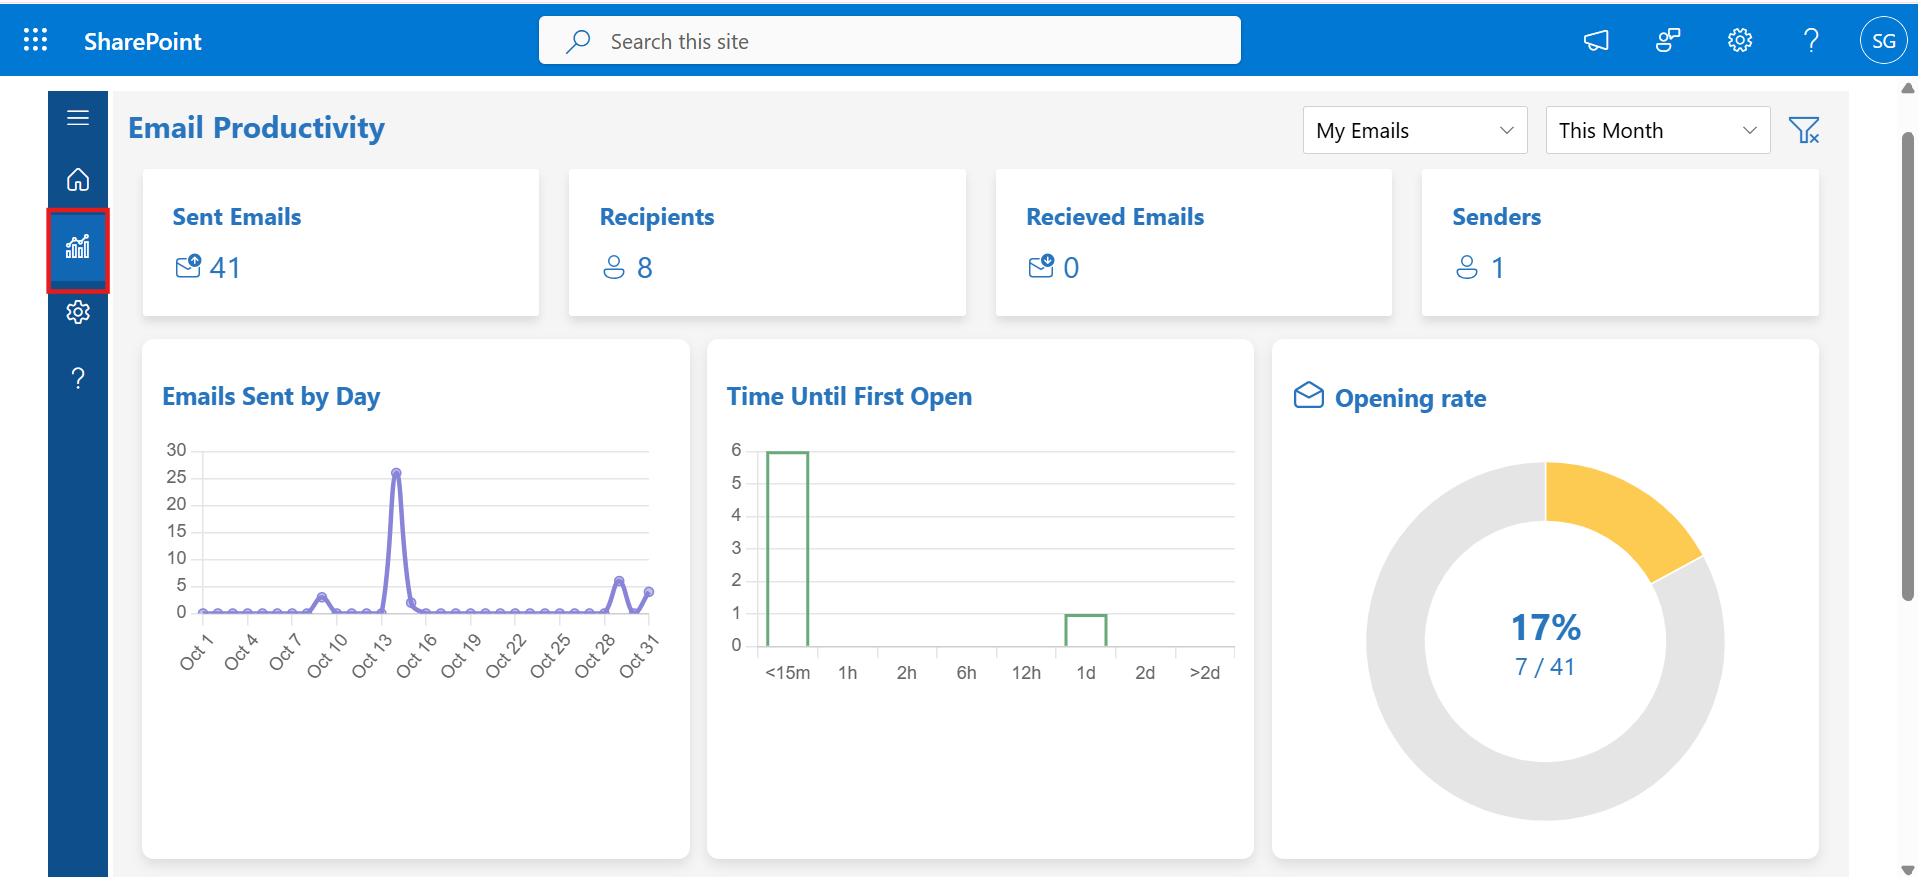 SharePoint
Search this site
SG
Email Productivity
My Emails
This Month
Sent Emails
41
Recipients
8
Recieved Emails
0
Senders
1
Emails Sent by Day
30
25
20
15
10
5
0
Oct 1
Oct 4
Oct 7
Oct 10
Oct 13
Oct 16
Oct 19
Oct 22
Oct 25
Oct 28
Oct 31
Time Until First Open
6
5
4
3
2
1
0
<15m
1h
2h
6h
12h
1d
2d
>2d
Opening rate
17%
7 / 41